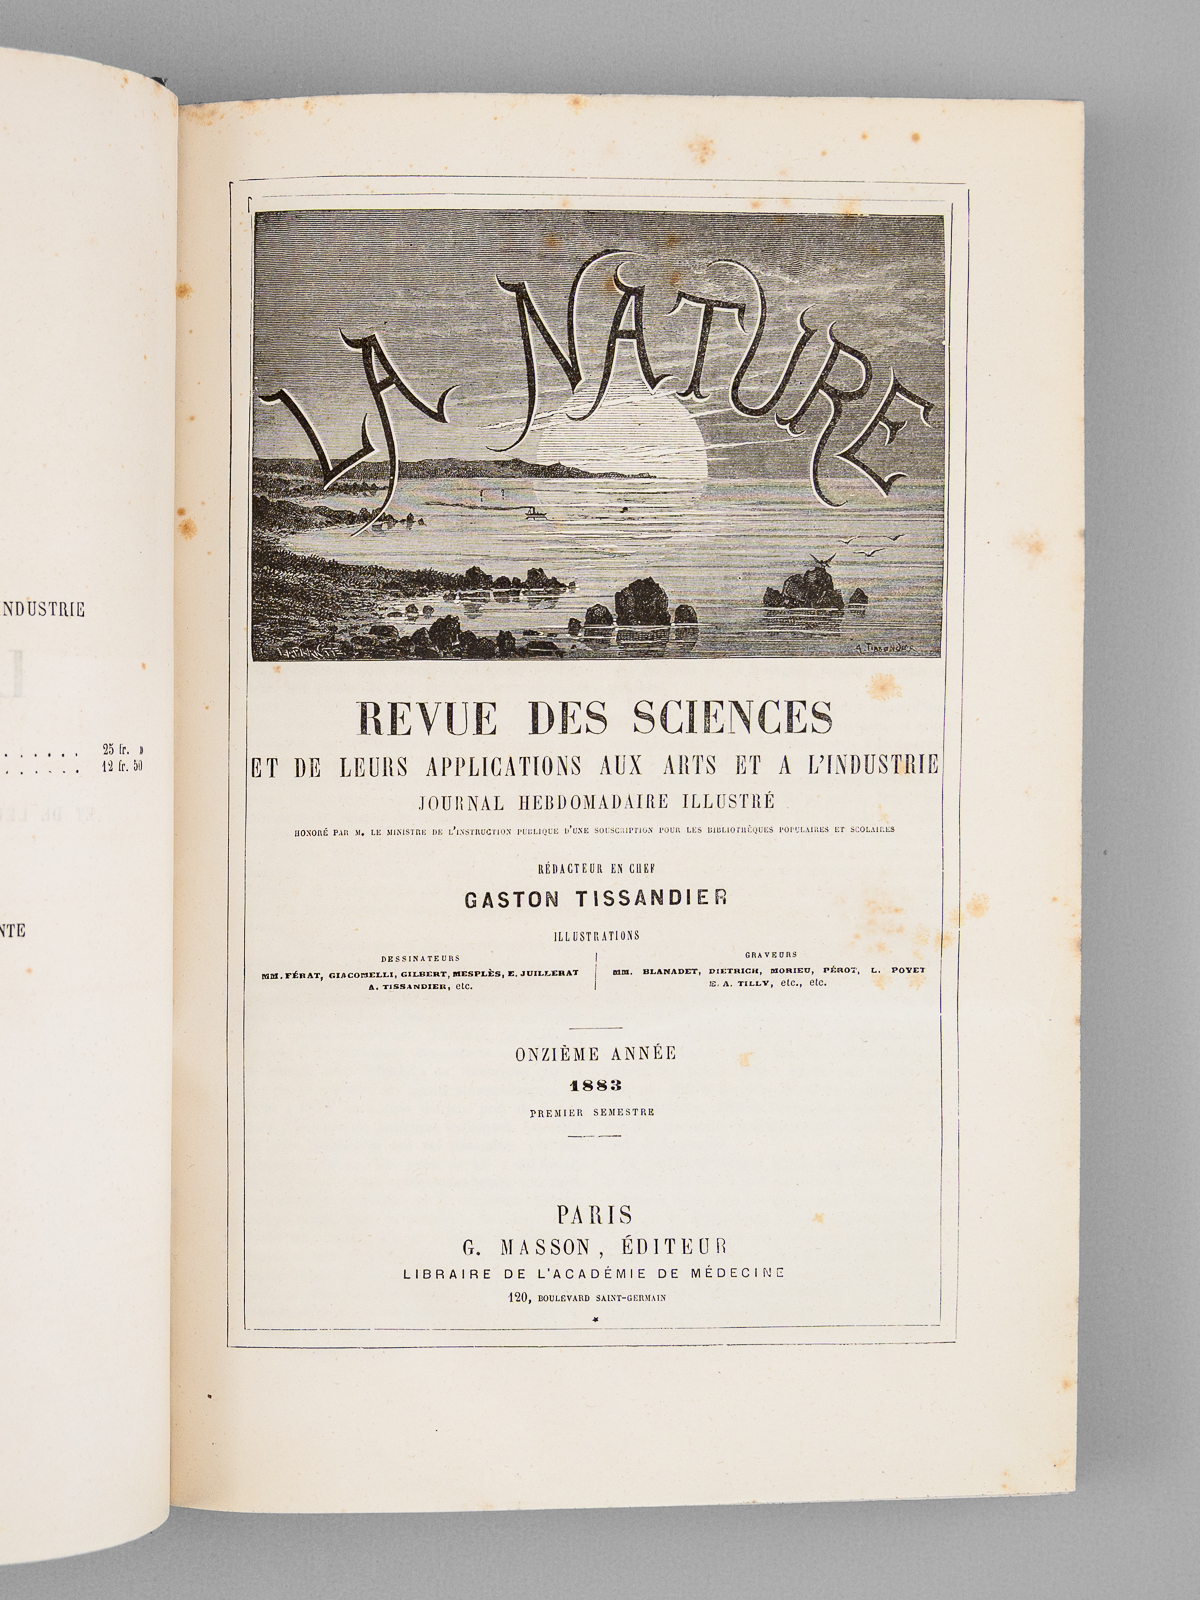 INDUSTRIE
25 fr. »
12 fr. 50
NTE
LA NATURE
LAPLANTE
A. TISSANDIER
REVUE DES SCIENCES
ET DE LEURS APPLICATIONS AUX ARTS ET A L'INDUSTRIE
JOURNAL HEBDOMADAIRE ILLUSTRÉ
HONORÉ PAR M. LE MINISTRE DE L'INSTRUCTION PUBLIQUE D'UNE SOUSCRIPTION POUR LES BIBLIOTHÈQUES POPULAIRES ET SCOLAIRES
RÉDACTEUR EN CHEF
GASTON TISSANDIER
ILLUSTRATIONS
DESSINATEURS
MM. FÉRAT, GIACOMELLI, GILBERT, MESPLÈS, E. JUILLERAT
A. TISSANDIER, etc.
GRAVEURS
MM. BLANADET, DIETRICH, MORIEU, PÉROT, L. POYET
E. A. TILLY, etc., etc.
ONZIÈME ANNÉE
1883
PREMIER SEMESTRE
PARIS
G. MASSON, ÉDITEUR
LIBRAIRE DE L'ACADÉMIE DE MÉDECINE
120, BOULEVARD SAINT-GERMAIN